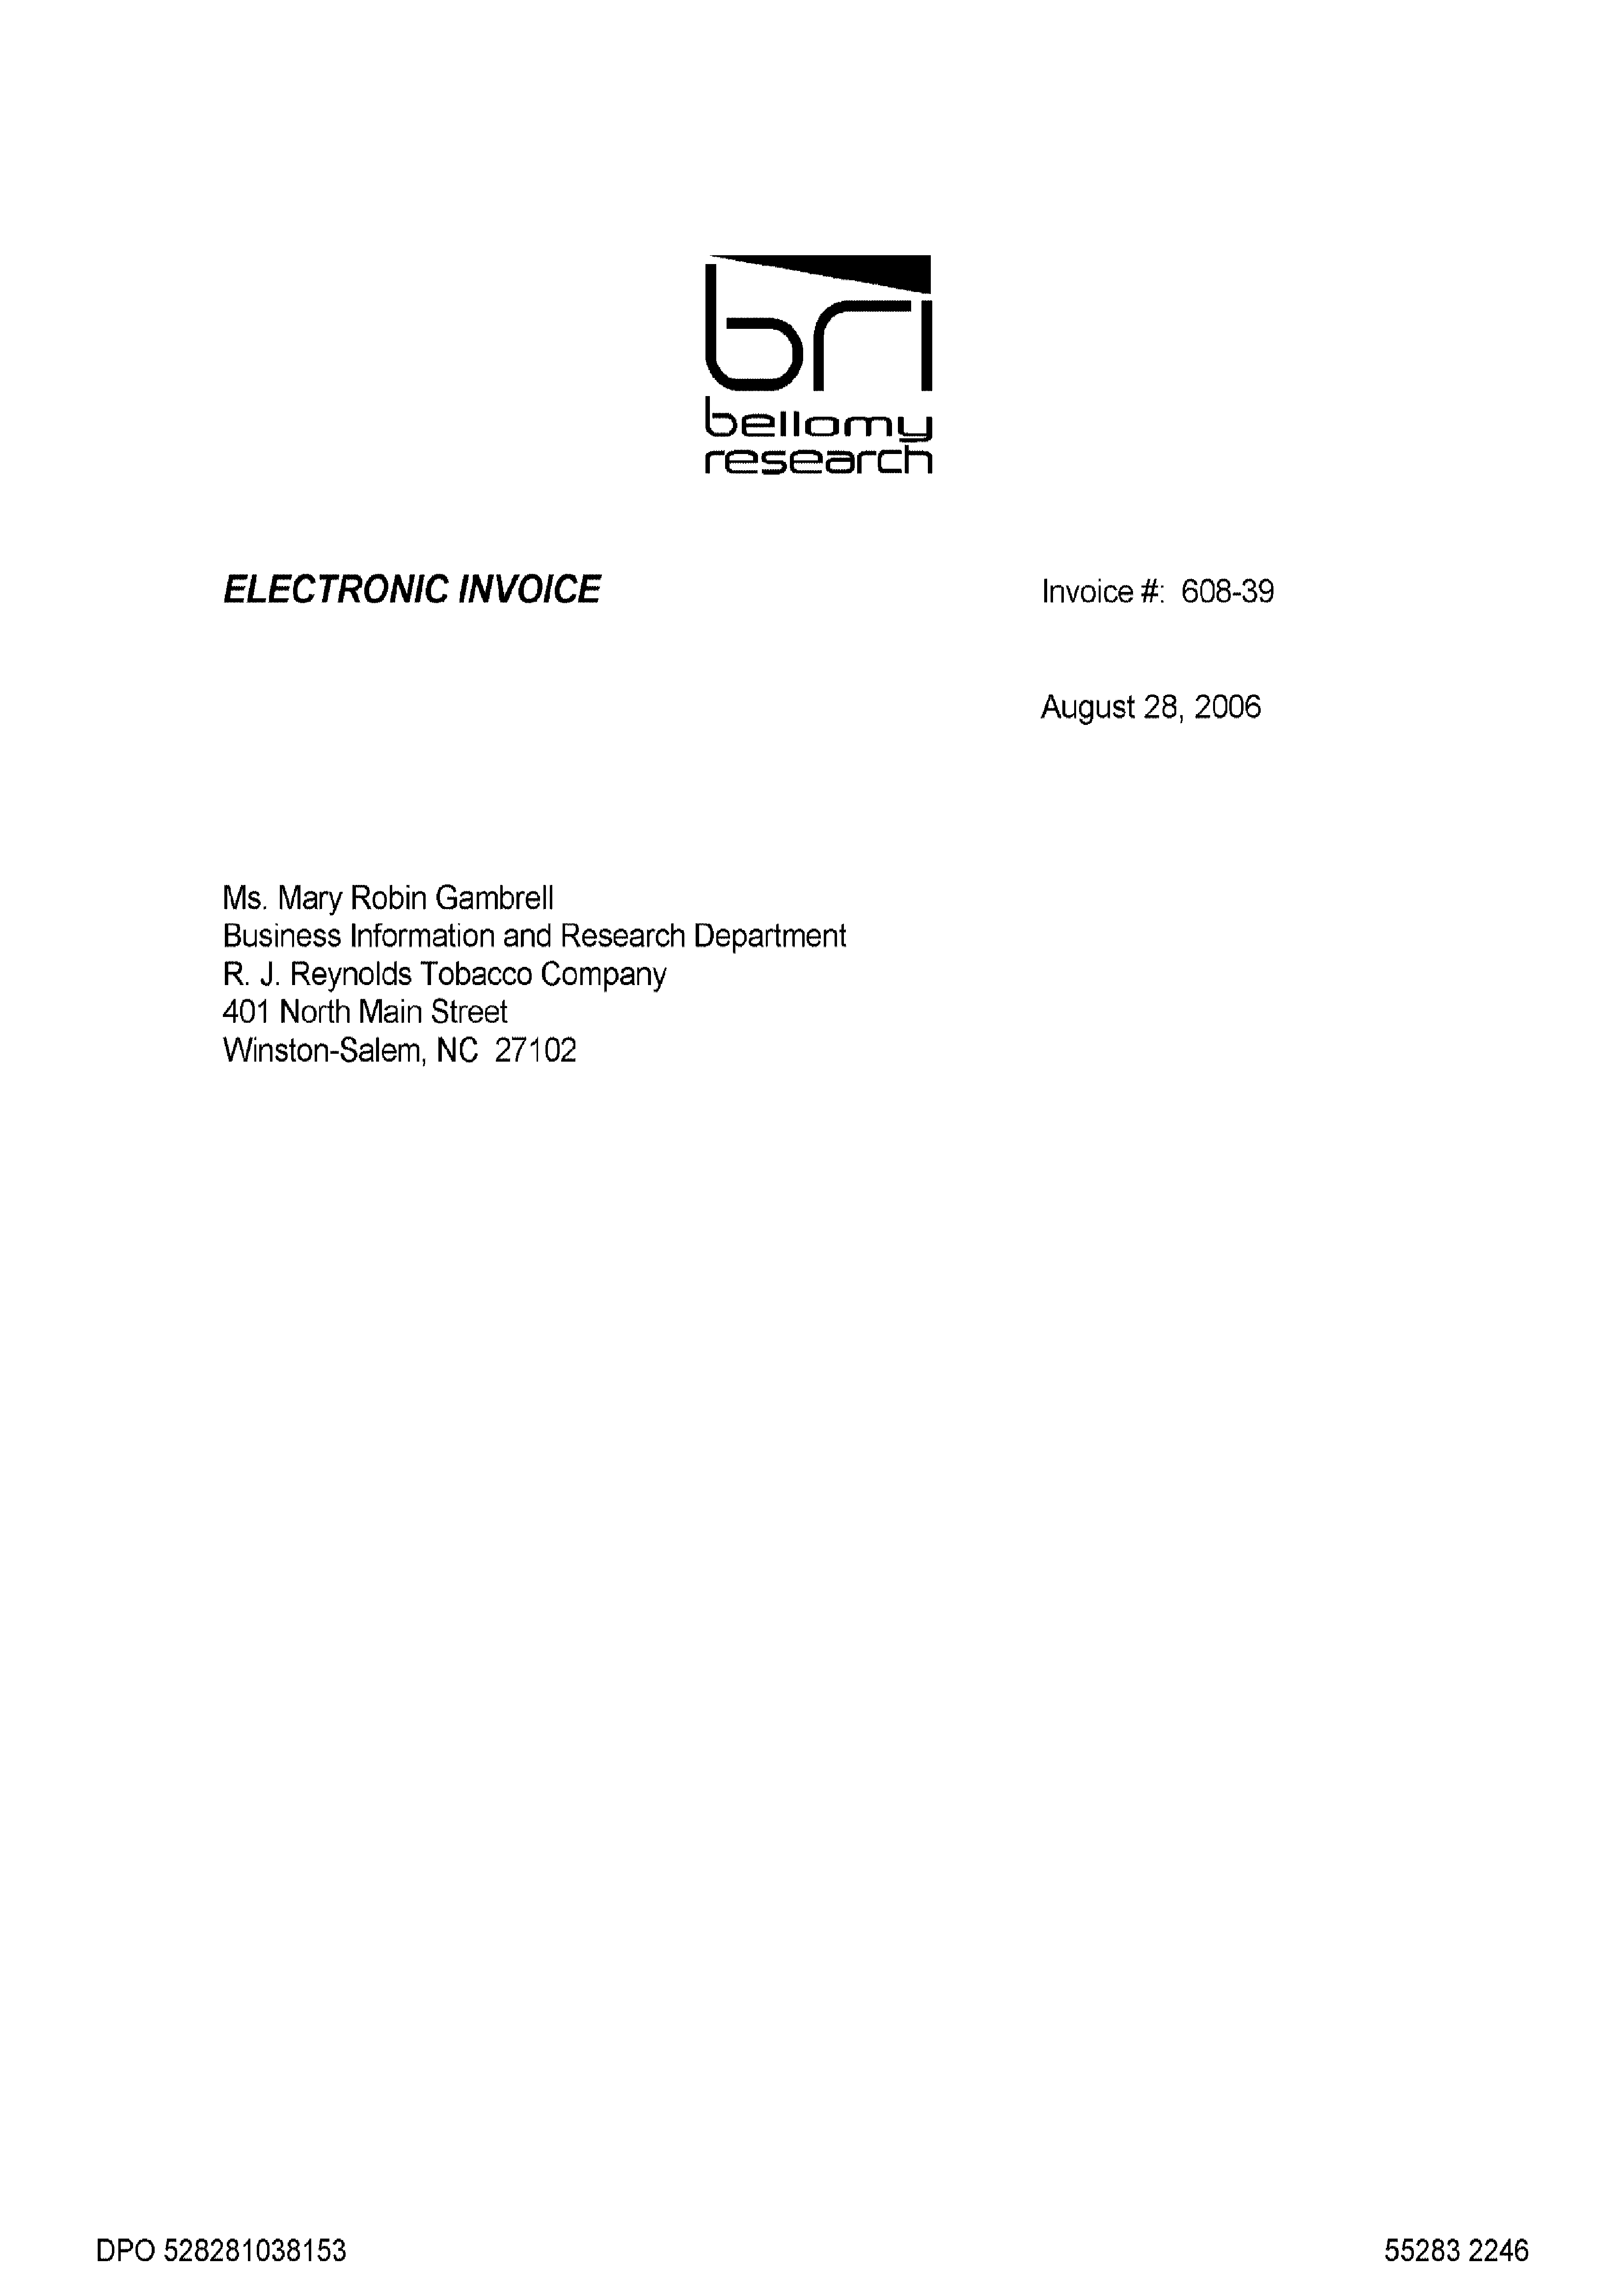 bri
bellomy
research
ELECTRONIC INVOICE
Invoice #: 608-39
August 28, 2006
Ms. Mary Robin Gambrell
Business Information and Research Department
R. J. Reynolds Tobacco Company
401 North Main Street
Winston-Salem, NC 27102
DPO 528281038153
55283 2246